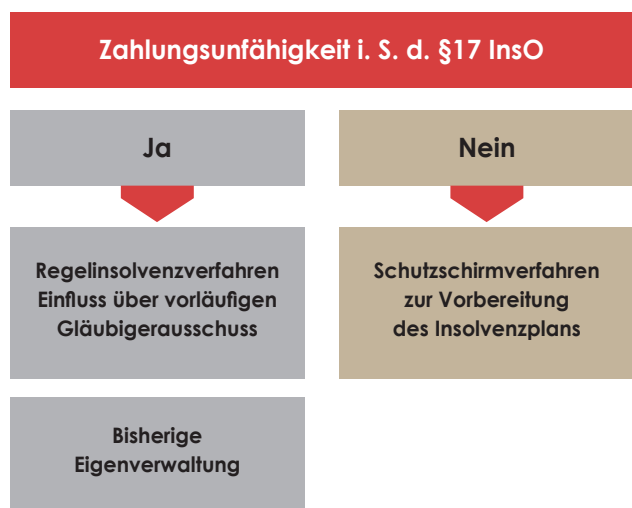 Zahlungsunfähigkeit i. S. d. §17 InsO
Ja
Nein
Regelinsolvenzverfahren
Einfluss über vorläufigen
Gläubigerausschuss
Schutzschirmverfahren
zur Vorbereitung
des Insolvenzplans
Bisherige
Eigenverwaltung